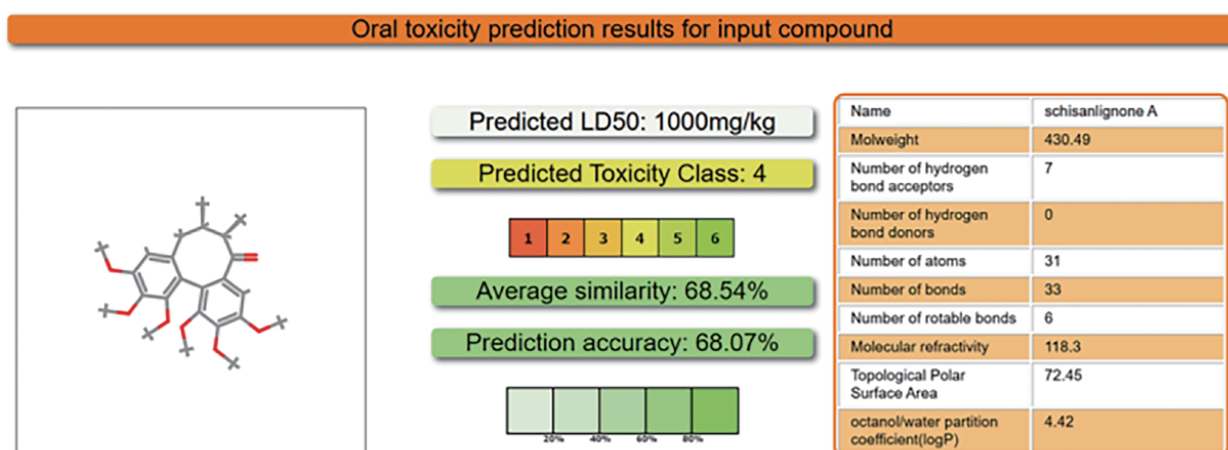 Oral toxicity prediction results for input compound
Predicted LD50: 1000mg/kg
Predicted Toxicity Class: 4
1 2 3 4 5 6
Average similarity: 68.54%
Prediction accuracy: 68.07%
20% 40% 60% 80%
Name schisanlignone A
Molweight 430.49
Number of hydrogen
bond acceptors 7
Number of hydrogen
bond donors 0
Number of atoms 31
Number of bonds 33
Number of rotable bonds 6
Molecular refractivity 118.3
Topological Polar
Surface Area 72.45
octanol/water partition
coefficient(logP) 4.42